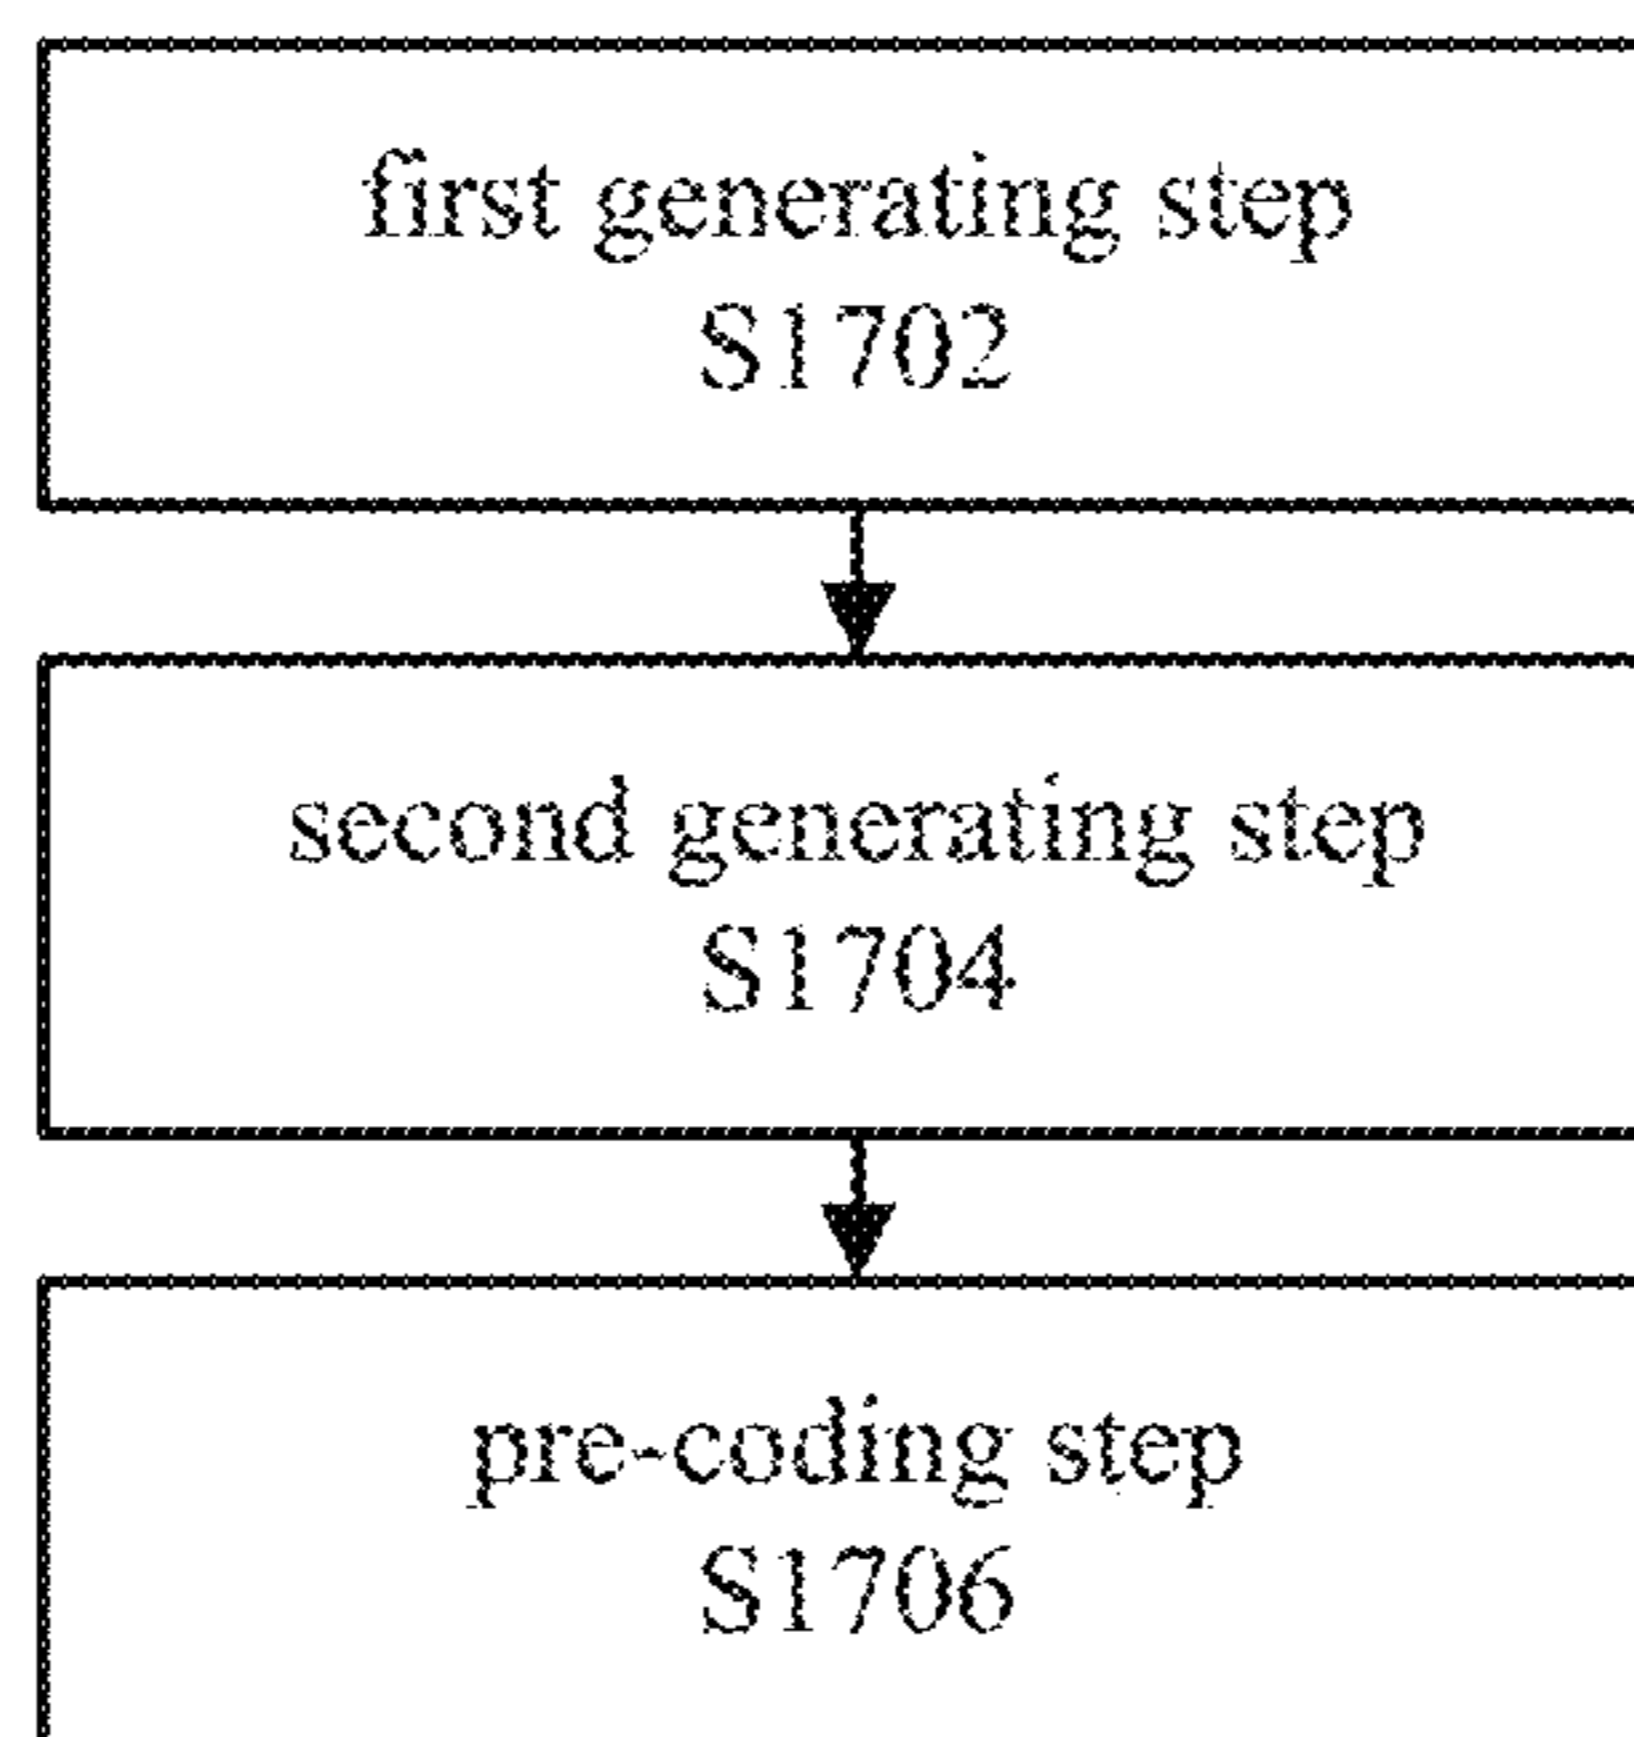 first generating step
S1702
second generating step
S1704
pre-coding step
S1706